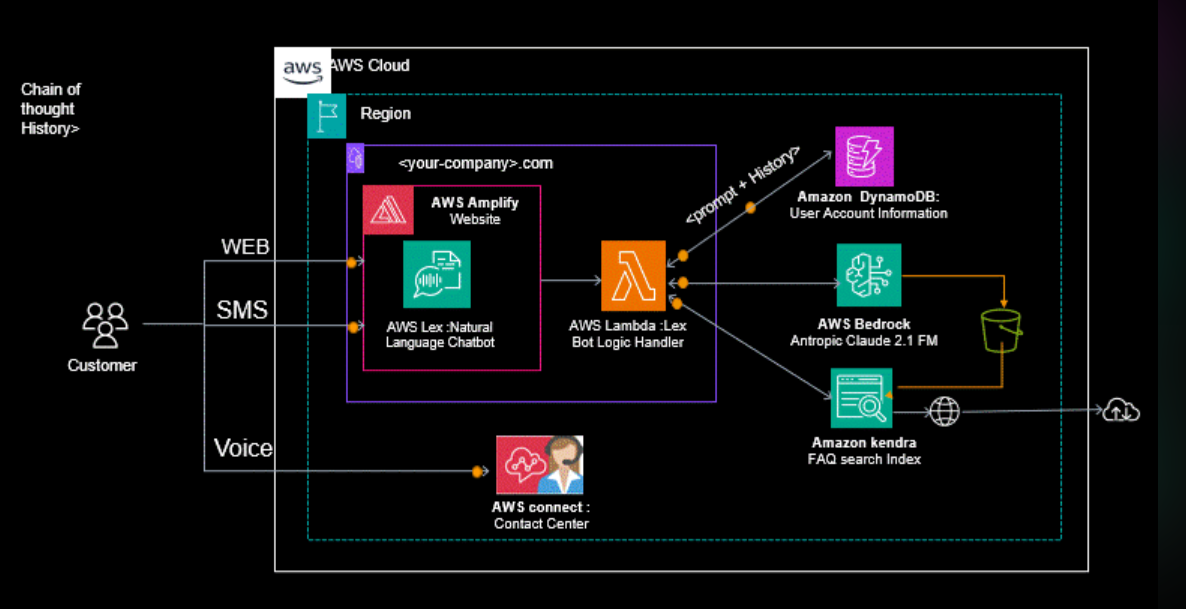 Chain of
thought
History>
aws
AWS Cloud
Region
<your-company>.com
AWS Amplify
Website
AWS Lex :Natural
Language Chatbot
AWS Lambda :Lex
Bot Logic Handler
<prompt + History>
Amazon DynamoDB:
User Account Information
AWS Bedrock
Antropic Claude 2.1 FM
Amazon kendra
FAQ search Index
WEB
SMS
Customer
Voice
AWS connect :
Contact Center